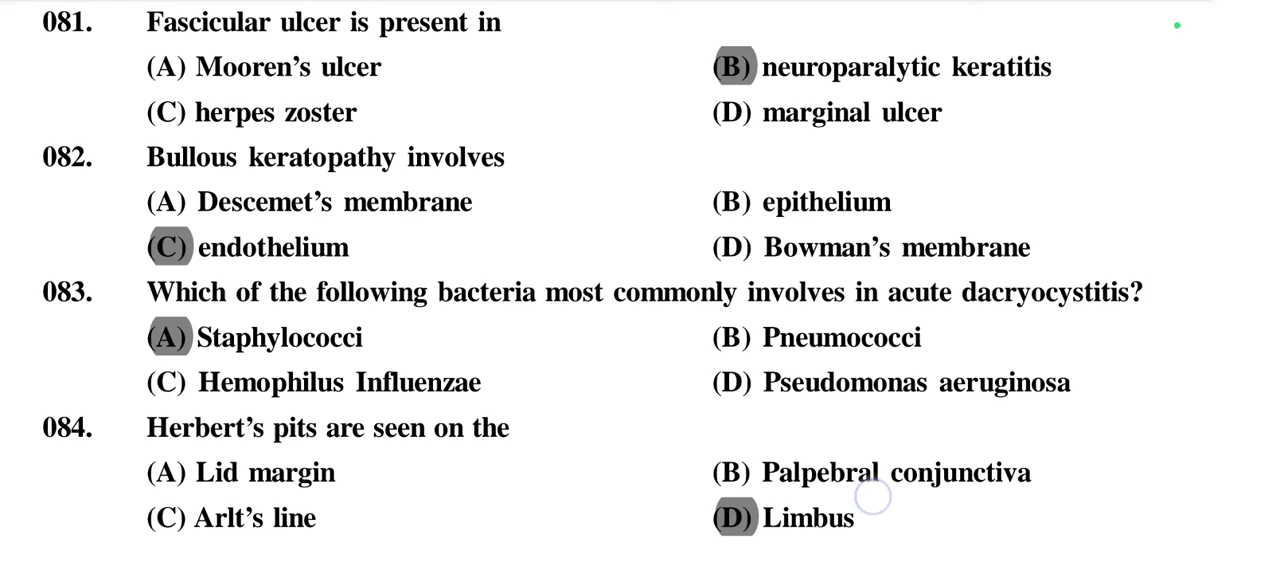 081. Fascicular ulcer is present in
(A) Mooren's ulcer (B) neuroparalytic keratitis
(C) herpes zoster (D) marginal ulcer
082. Bullous keratopathy involves
(A) Descemet's membrane (B) epithelium
(C) endothelium (D) Bowman's membrane
083. Which of the following bacteria most commonly involves in acute dacryocystitis?
(A) Staphylococci (B) Pneumococci
(C) Hemophilus Influenzae (D) Pseudomonas aeruginosa
084. Herbert's pits are seen on the
(A) Lid margin (B) Palpebral conjunctiva
(C) Arlt's line (D) Limbus